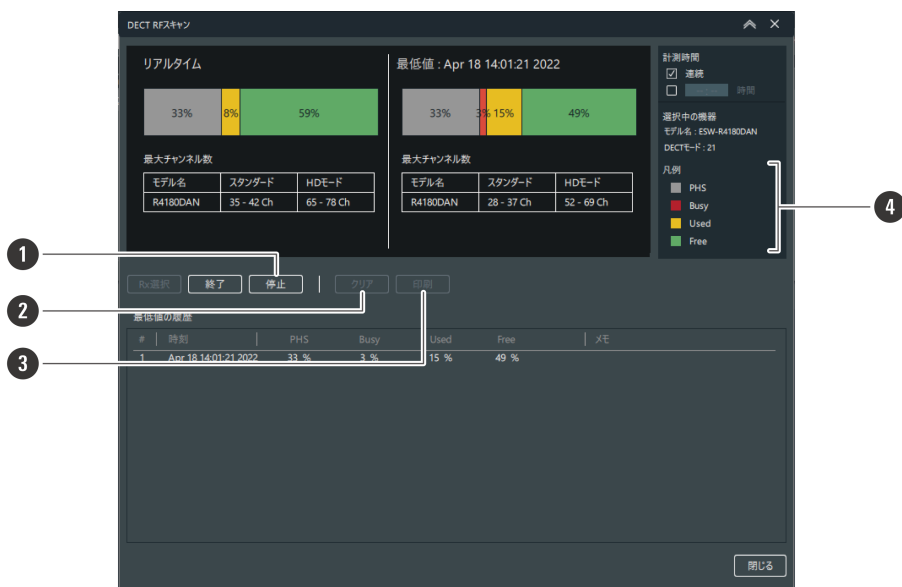 DECT RFスキャン
リアルタイム
33% 8% 59%
最大チャンネル数
モデル名 スタンダード HDモード
R4180DAN 35 - 42 Ch 65 - 78 Ch
最低値 : Apr 18 14:01:21 2022
33% 3% 15% 49%
最大チャンネル数
モデル名 スタンダード HDモード
R4180DAN 28 - 37 Ch 52 - 69 Ch
計測時間
連続
--:-- 時間
選択中の機器
モデル名 : ESW-R4180DAN
DECTモード : 21
凡例
PHS
Busy
Used
Free
4
1
Rx選択 終了 停止 クリア 印刷
2
最低値の履歴
# 時刻 PHS Busy Used Free メモ
3
1 Apr 18 14:01:21 2022 33 % 3 % 15 % 49 %
閉じる